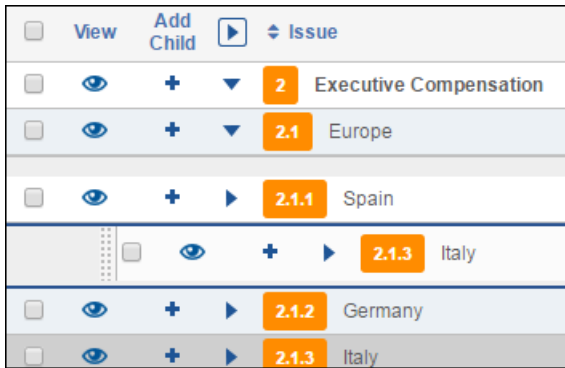 View Add Child Issue
2 Executive Compensation
2.1 Europe
2.1.1 Spain
2.1.3 Italy
2.1.2 Germany
2.1.3 Italy